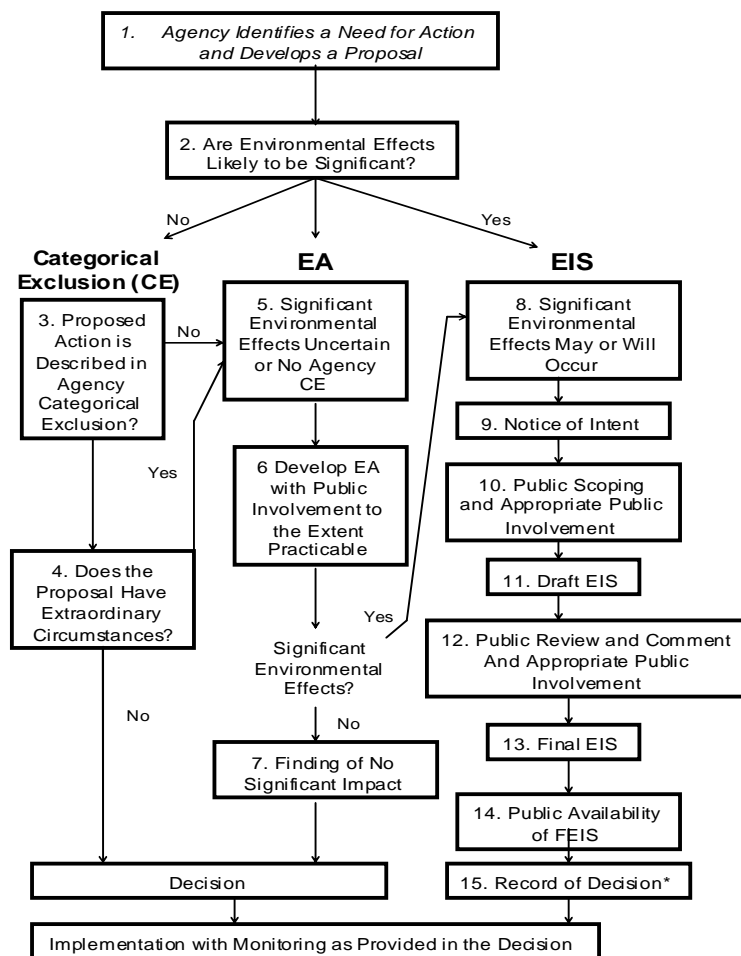 1. Agency Identifies a Need for Action
and Develops a Proposal
2. Are Environmental Effects
Likely to be Significant?
No
Yes
Categorical
Exclusion (CE)
EA
EIS
3. Proposed
Action is
Described in
Agency
Categorical
Exclusion?
No
5. Significant
Environmental
Effects Uncertain
or No Agency
CE
8. Significant
Environmental
Effects May or Will
Occur
9. Notice of Intent
Yes
6 Develop EA
with Public
Involvement to
the Extent
Practicable
10. Public Scoping
and Appropriate Public
Involvement
4. Does the
Proposal Have
Extraordinary
Circumstances?
11. Draft EIS
Yes
Significant
Environmental
Effects?
12. Public Review and Comment
And Appropriate Public
Involvement
No
No
13. Final EIS
7. Finding of No
Significant Impact
14. Public Availability
of FEIS
Decision
15. Record of Decision*
Implementation with Monitoring as Provided in the Decision